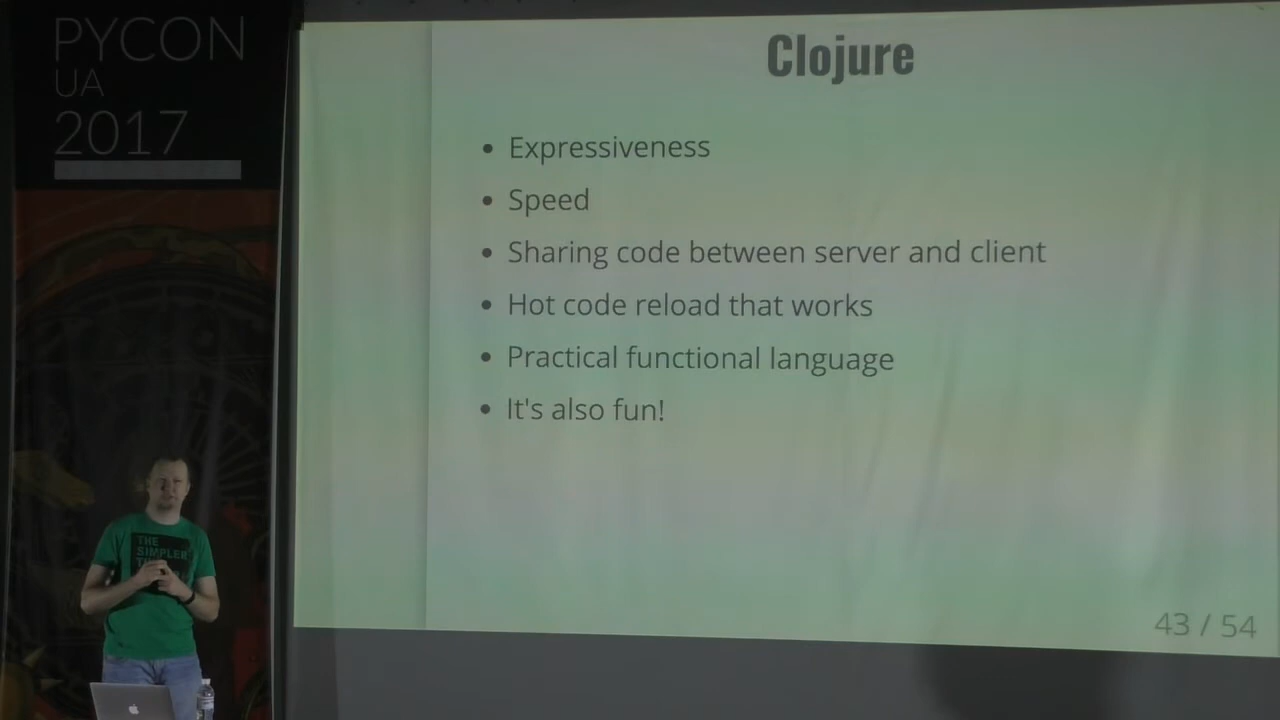 PYCON
UA
2017
Clojure
Expressiveness
Speed
Sharing code between server and client
Hot code reload that works
Practical functional language
It's also fun!
43 / 54
THE
SIMPLER